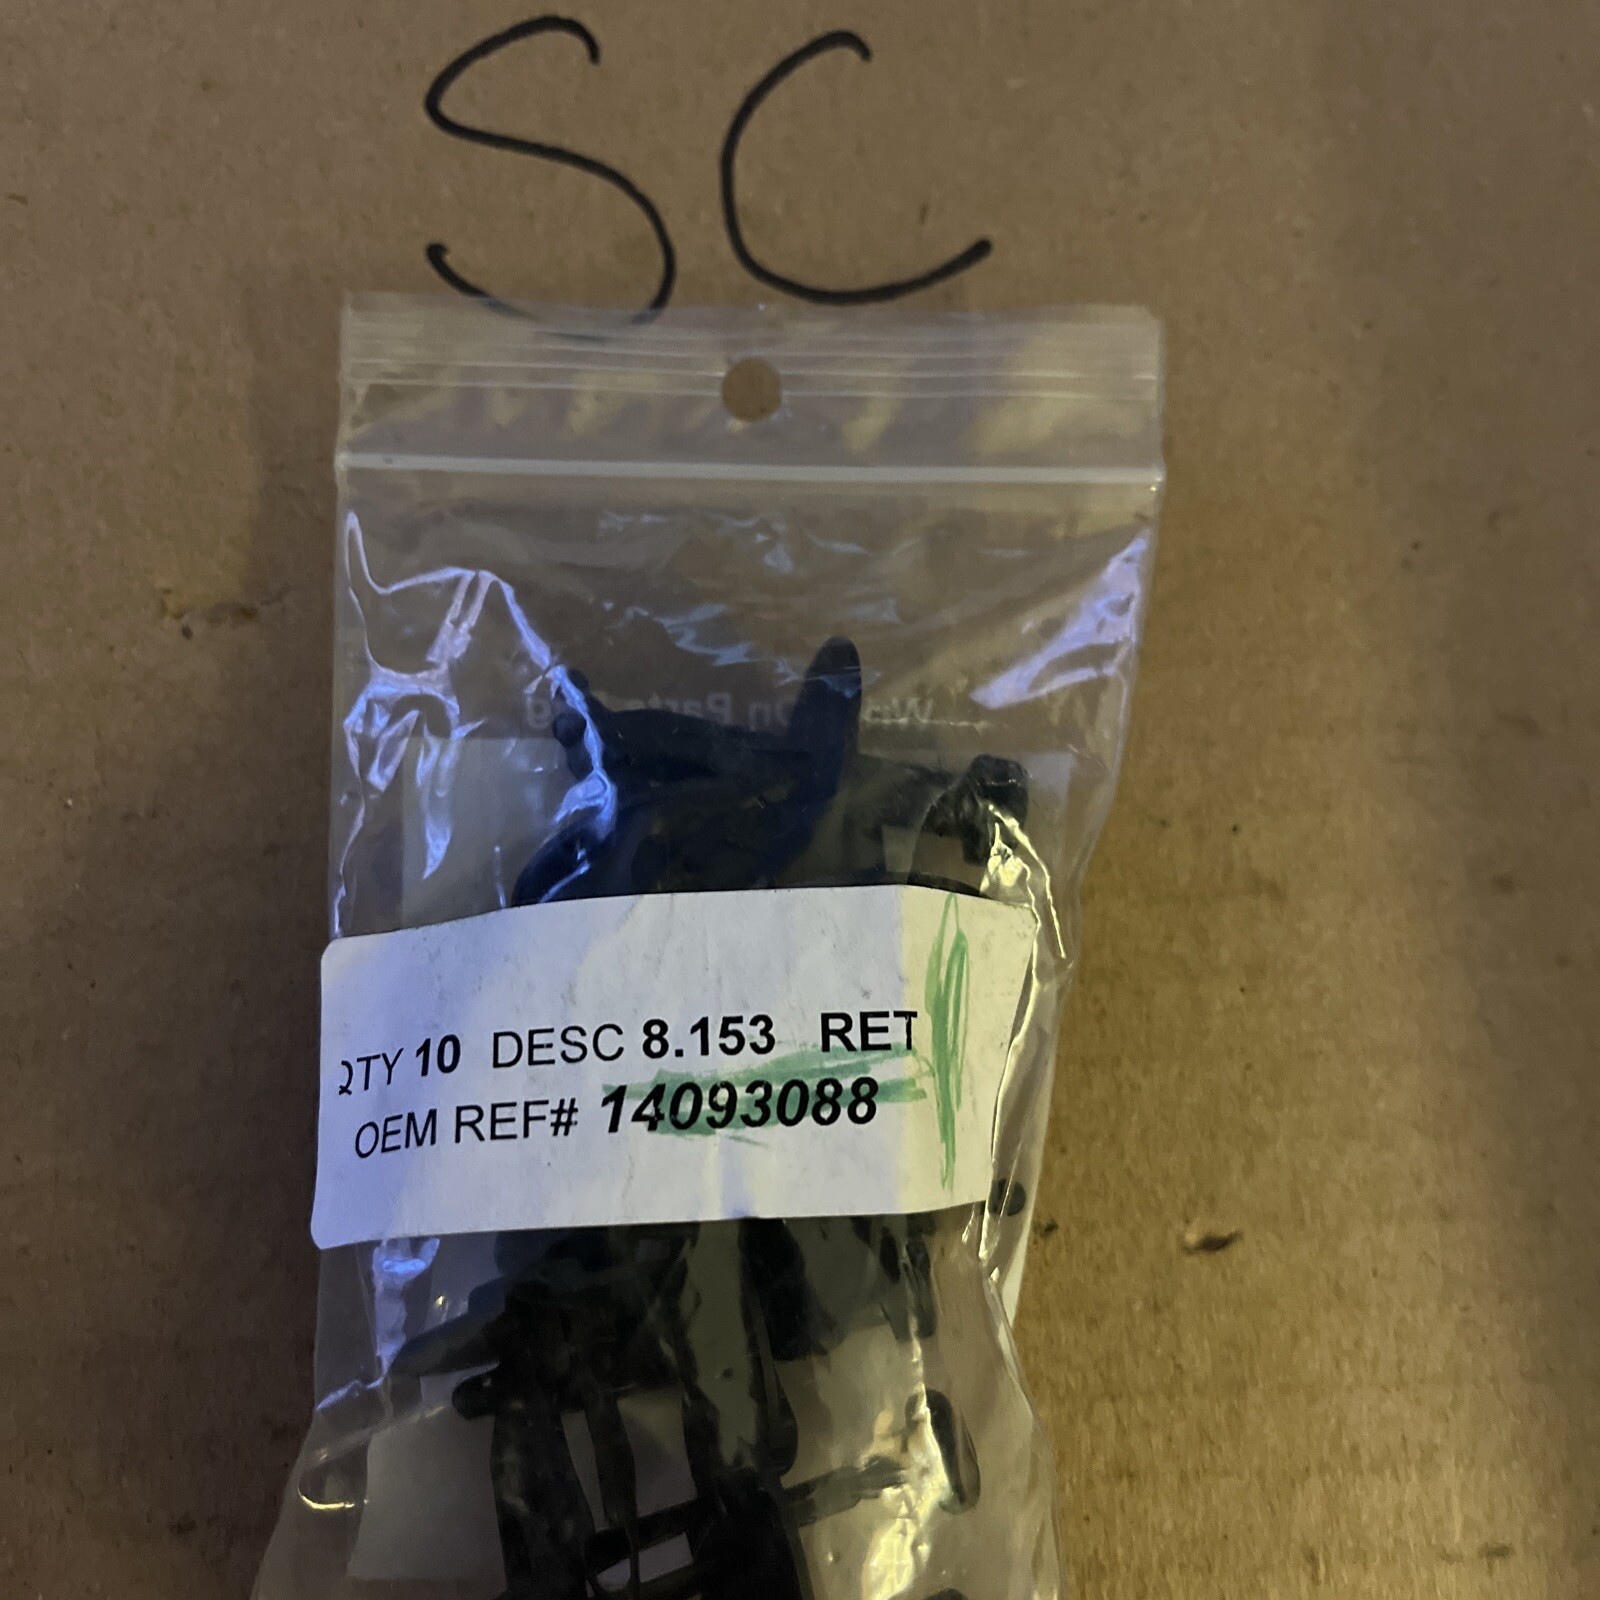 SC
QTY 10 DESC 8.153 RET
OEM REF# 14093088